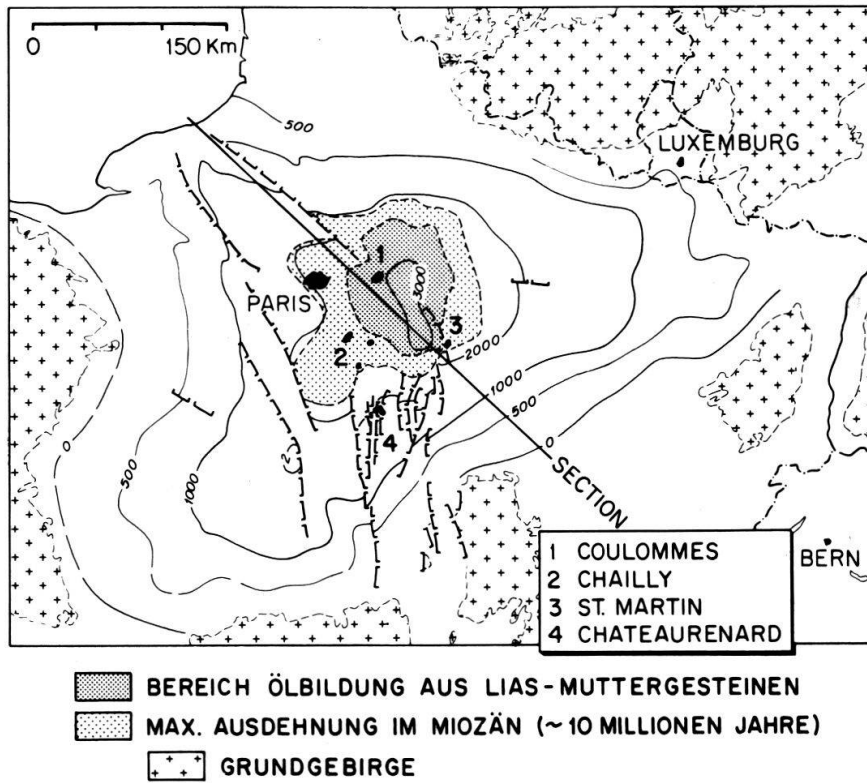 0 150 Km
500
LUXEMBURG
1
3000
PARIS
3
2
2000
1000
4
500
0
0
500
1000
SECTION
1 COULOMMES
2 CHAILLY
3 ST. MARTIN
4 CHATEAURENARD
BERN
BEREICH ÖLBILDUNG AUS LIAS-MUTTERGESTEINEN
MAX. AUSDEHNUNG IM MIOZÄN (~10 MILLIONEN JAHRE)
GRUNDGEBIRGE